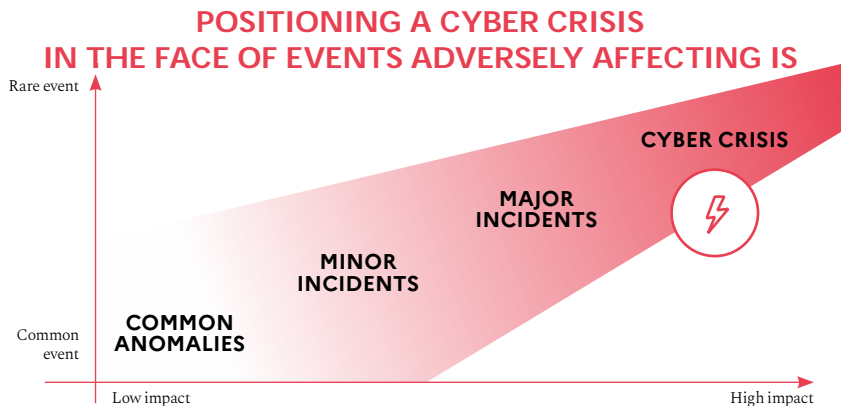 POSITIONING A CYBER CRISIS
IN THE FACE OF EVENTS ADVERSELY AFFECTING IS
Rare event
CYBER CRISIS
MAJOR
INCIDENTS
MINOR
INCIDENTS
COMMON
ANOMALIES
Common
event
Low impact
High impact